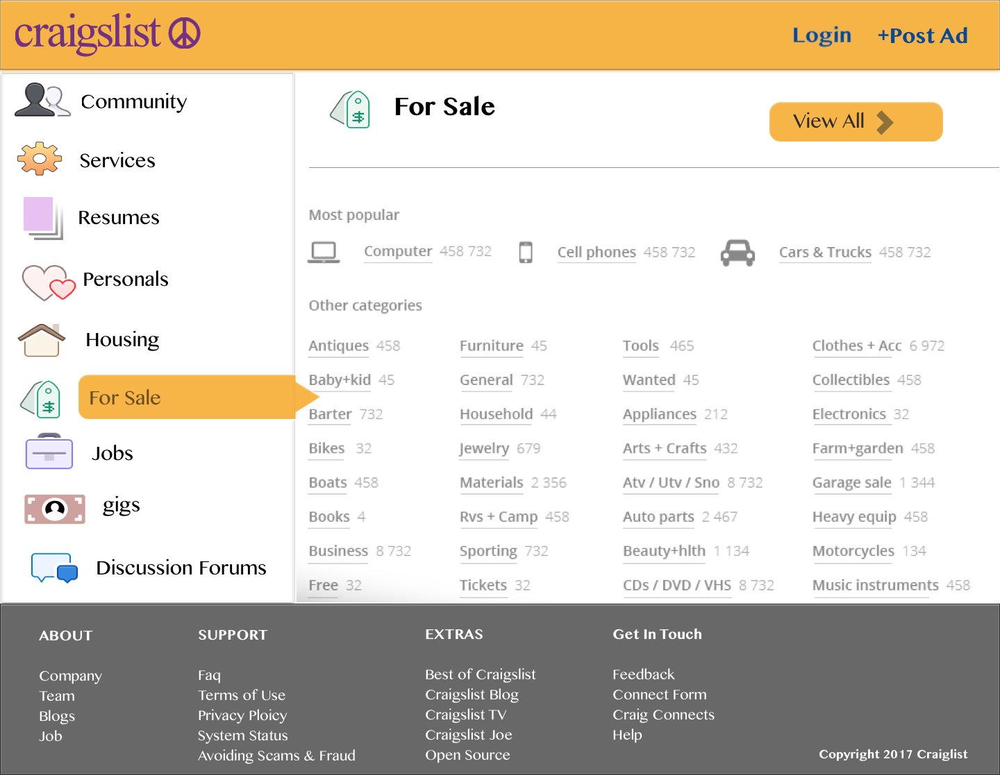 craigslist
Login +Post Ad
Community
Services
Resumes
Personals
Housing
For Sale
Jobs
gigs
Discussion Forums
For Sale
View All
Most popular
Computer 458 732 Cell phones 458 732 Cars & Trucks 458 732
Other categories
Antiques 458 Furniture 45 Tools 465 Clothes + Acc 6 972
Baby+kid 45 General 732 Wanted 45 Collectibles 458
Barter 732 Household 44 Appliances 212 Electronics 32
Bikes 32 Jewelry 679 Arts + Crafts 432 Farm+garden 458
Boats 458 Materials 2 356 Atv / Utv / Sno 8 732 Garage sale 1 344
Books 4 Rvs + Camp 458 Auto parts 2 467 Heavy equip 458
Business 8 732 Sporting 732 Beauty+hlth 1 134 Motorcycles 134
Free 32 Tickets 32 CDs / DVD / VHS 8 732 Music instruments 458
ABOUT
Company
Team
Blogs
Job
SUPPORT
Faq
Terms of Use
Privacy Ploicy
System Status
Avoiding Scams & Fraud
EXTRAS
Best of Craigslist
Craigslist Blog
Craigslist TV
Craigslist Joe
Open Source
Get In Touch
Feedback
Connect Form
Craig Connects
Help
Copyright 2017 Craiglist